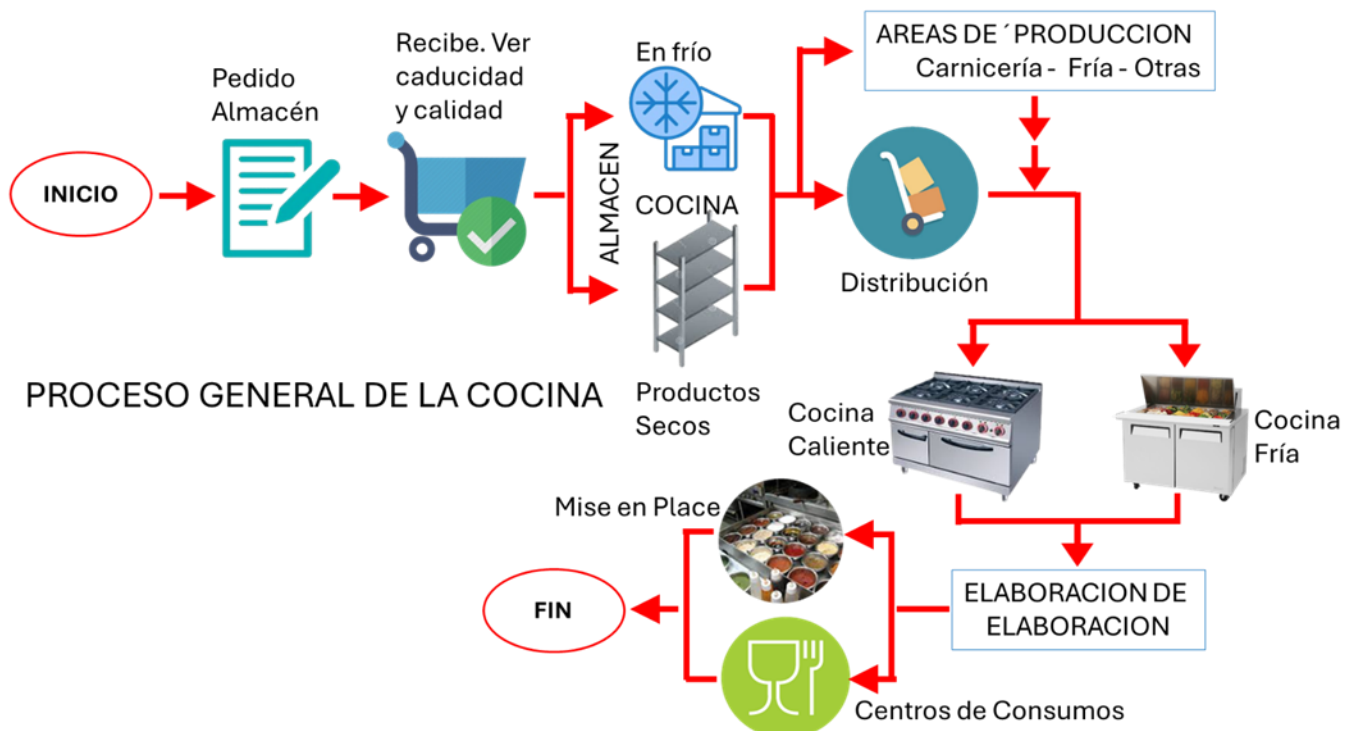 INICIO
Pedido
Almacén
Recibe. Ver
caducidad
y calidad
ALMACEN
En frío
COCINA
Productos
Secos
AREAS DE ´PRODUCCION
Carnicería - Fría - Otras
Distribución
PROCESO GENERAL DE LA COCINA
Cocina
Caliente
Cocina
Fría
ELABORACION DE
ELABORACION
Mise en Place
Centros de Consumos
FIN